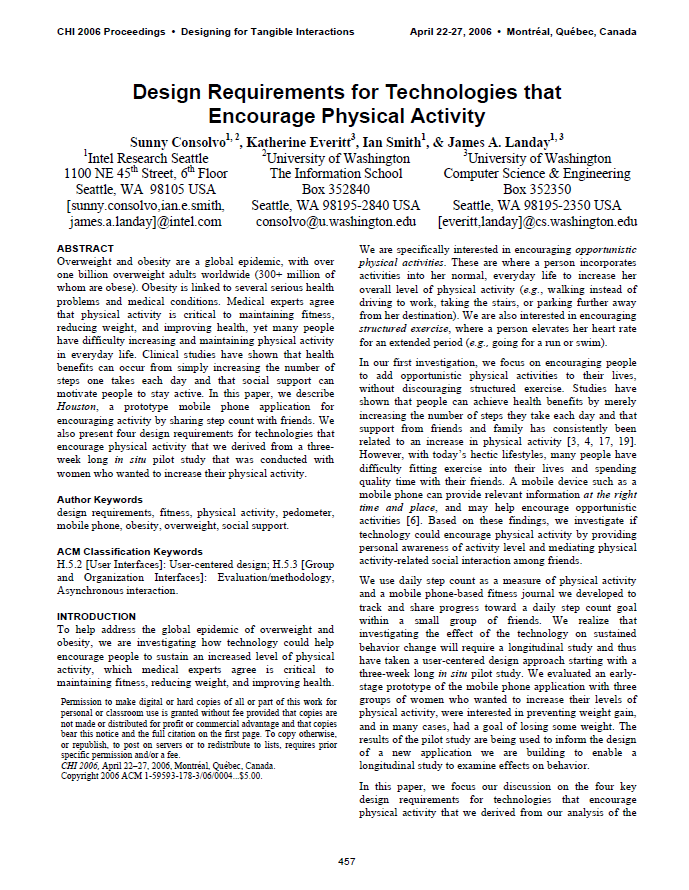 CHI 2006 Proceedings • Designing for Tangible Interactions April 22-27, 2006 • Montréal, Québec, Canada
Design Requirements for Technologies that
Encourage Physical Activity
Sunny Consolvo1, 2, Katherine Everitt3, Ian Smith1, & James A. Landay1, 3
1Intel Research Seattle
1100 NE 45th Street, 6th Floor
Seattle, WA 98105 USA
[sunny.consolvo,ian.e.smith,
james.a.landay]@intel.com
2University of Washington
The Information School
Box 352840
Seattle, WA 98195-2840 USA
consolvo@u.washington.edu
3University of Washington
Computer Science & Engineering
Box 352350
Seattle, WA 98195-2350 USA
[everitt,landay]@cs.washington.edu
ABSTRACT
Overweight and obesity are a global epidemic, with over
one billion overweight adults worldwide (300+ million of
whom are obese). Obesity is linked to several serious health
problems and medical conditions. Medical experts agree
that physical activity is critical to maintaining fitness,
reducing weight, and improving health, yet many people
have difficulty increasing and maintaining physical activity
in everyday life. Clinical studies have shown that health
benefits can occur from simply increasing the number of
steps one takes each day and that social support can
motivate people to stay active. In this paper, we describe
Houston, a prototype mobile phone application for
encouraging activity by sharing step count with friends. We
also present four design requirements for technologies that
encourage physical activity that we derived from a three-
week long in situ pilot study that was conducted with
women who wanted to increase their physical activity.
Author Keywords
design requirements, fitness, physical activity, pedometer,
mobile phone, obesity, overweight, social support.
ACM Classification Keywords
H.5.2 [User Interfaces]: User-centered design; H.5.3 [Group
and Organization Interfaces]: Evaluation/methodology,
Asynchronous interaction.
INTRODUCTION
To help address the global epidemic of overweight and
obesity, we are investigating how technology could help
encourage people to sustain an increased level of physical
activity, which medical experts agree is critical to
maintaining fitness, reducing weight, and improving health.
Permission to make digital or hard copies of all or part of this work for
personal or classroom use is granted without fee provided that copies are
not made or distributed for profit or commercial advantage and that copies
bear this notice and the full citation on the first page. To copy otherwise,
or republish, to post on servers or to redistribute to lists, requires prior
specific permission and/or a fee.
CHI 2006, April 22–27, 2006, Montréal, Québec, Canada.
Copyright 2006 ACM 1-59593-178-3/06/0004...$5.00.
We are specifically interested in encouraging opportunistic
physical activities. These are where a person incorporates
activities into her normal, everyday life to increase her
overall level of physical activity (e.g., walking instead of
driving to work, taking the stairs, or parking further away
from her destination). We are also interested in encouraging
structured exercise, where a person elevates her heart rate
for an extended period (e.g., going for a run or swim).
In our first investigation, we focus on encouraging people
to add opportunistic physical activities to their lives,
without discouraging structured exercise. Studies have
shown that people can achieve health benefits by merely
increasing the number of steps they take each day and that
support from friends and family has consistently been
related to an increase in physical activity [3, 4, 17, 19].
However, with today's hectic lifestyles, many people have
difficulty fitting exercise into their lives and spending
quality time with their friends. A mobile device such as a
mobile phone can provide relevant information at the right
time and place, and may help encourage opportunistic
activities [6]. Based on these findings, we investigate if
technology could encourage physical activity by providing
personal awareness of activity level and mediating physical
activity-related social interaction among friends.
We use daily step count as a measure of physical activity
and a mobile phone-based fitness journal we developed to
track and share progress toward a daily step count goal
within a small group of friends. We realize that
investigating the effect of the technology on sustained
behavior change will require a longitudinal study and thus
have taken a user-centered design approach starting with a
three-week long in situ pilot study. We evaluated an early-
stage prototype of the mobile phone application with three
groups of women who wanted to increase their levels of
physical activity, were interested in preventing weight gain,
and in many cases, had a goal of losing some weight. The
results of the pilot study are being used to inform the design
of a new application we are building to enable a
longitudinal study to examine effects on behavior.
In this paper, we focus our discussion on the four key
design requirements for technologies that encourage
physical activity that we derived from our analysis of the
457